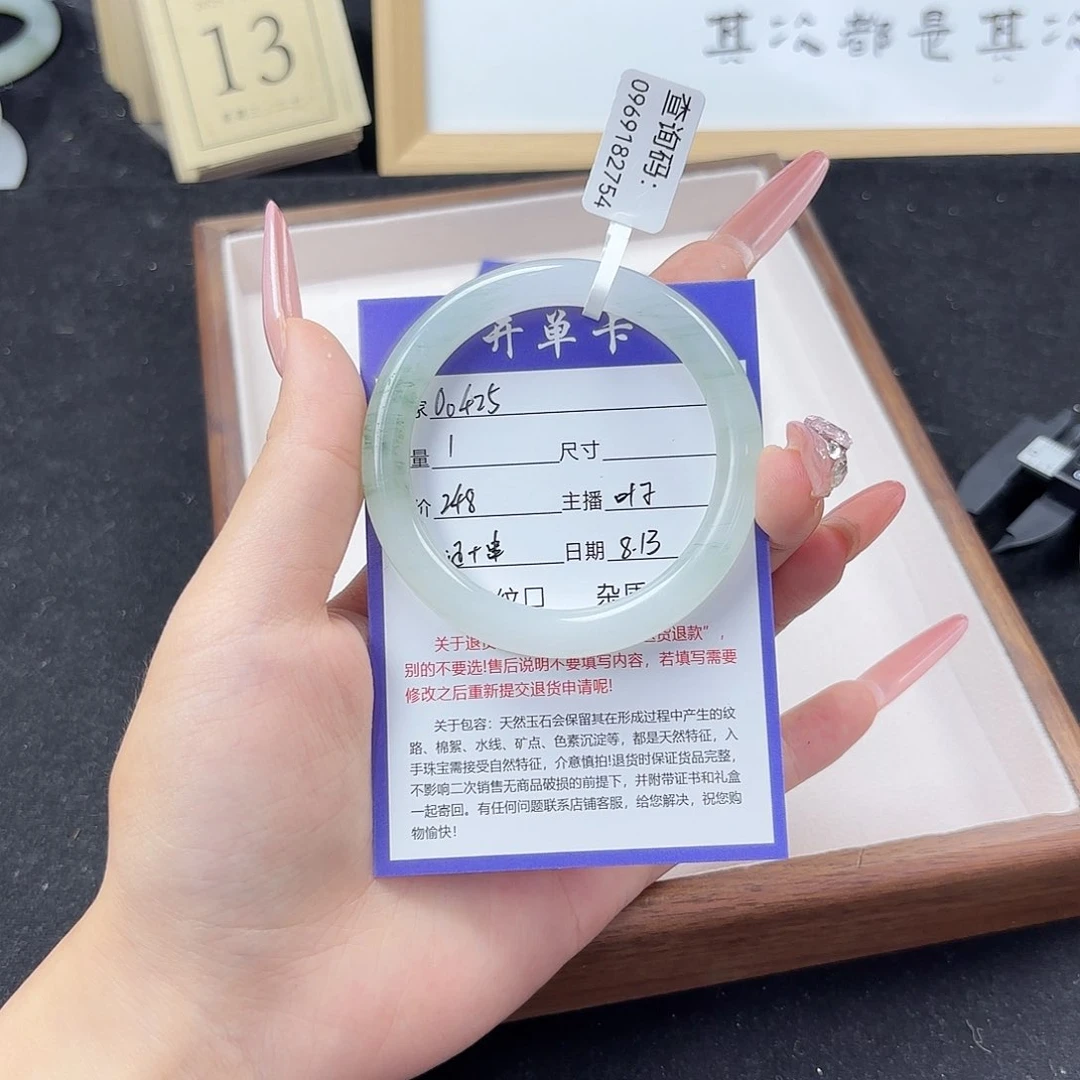 13
其次都是其次
查询码：
0969182754
开单卡
00425
量 1 尺寸
价 248 主播 叶子
日期 8.13
纹 杂质
关于退货 退货退款"，
别的不要选!售后说明不要填写内容，若填写需要
修改之后重新提交退货申请呢!
关于包容：天然玉石会保留其在形成过程中产生的纹
路、棉絮、水线、矿点、色素沉淀等，都是天然特征，入
手珠宝需接受自然特征，介意慎拍!退货时保证货品完整，
不影响二次销售无商品破损的前提下，并附带证书和礼盒
一起寄回。有任何问题联系店铺客服，给您解决，祝您购
物愉快！